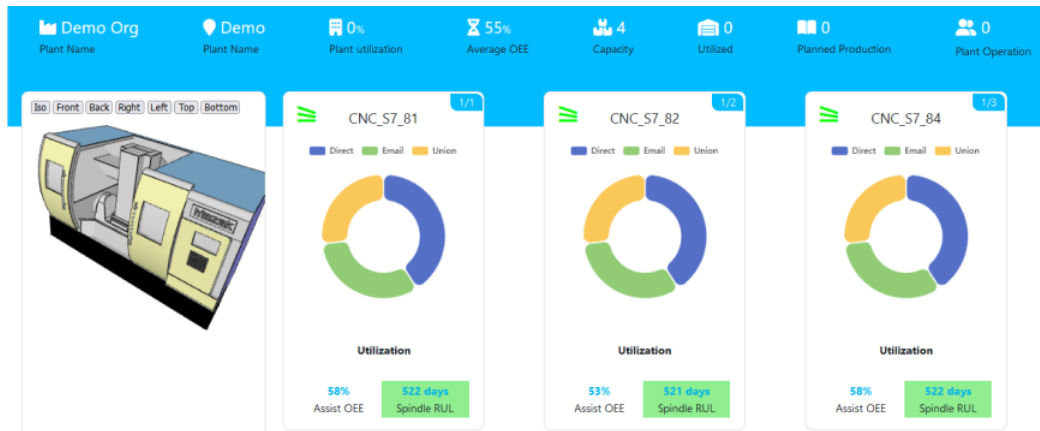 Demo Org
Plant Name
Demo
Plant Name
0%
Plant utilization
55%
Average OEE
4
Capacity
0
Utilized
0
Planned Production
0
Plant Operation
Iso Front Back Right Left Top Bottom
1/1
CNC_S7_81
Direct Email Union
Utilization
58%
Assist OEE
522 days
Spindle RUL
1/2
CNC_S7_82
Direct Email Union
Utilization
53%
Assist OEE
521 days
Spindle RUL
1/3
CNC_S7_84
Direct Email Union
Utilization
58%
Assist OEE
522 days
Spindle RUL